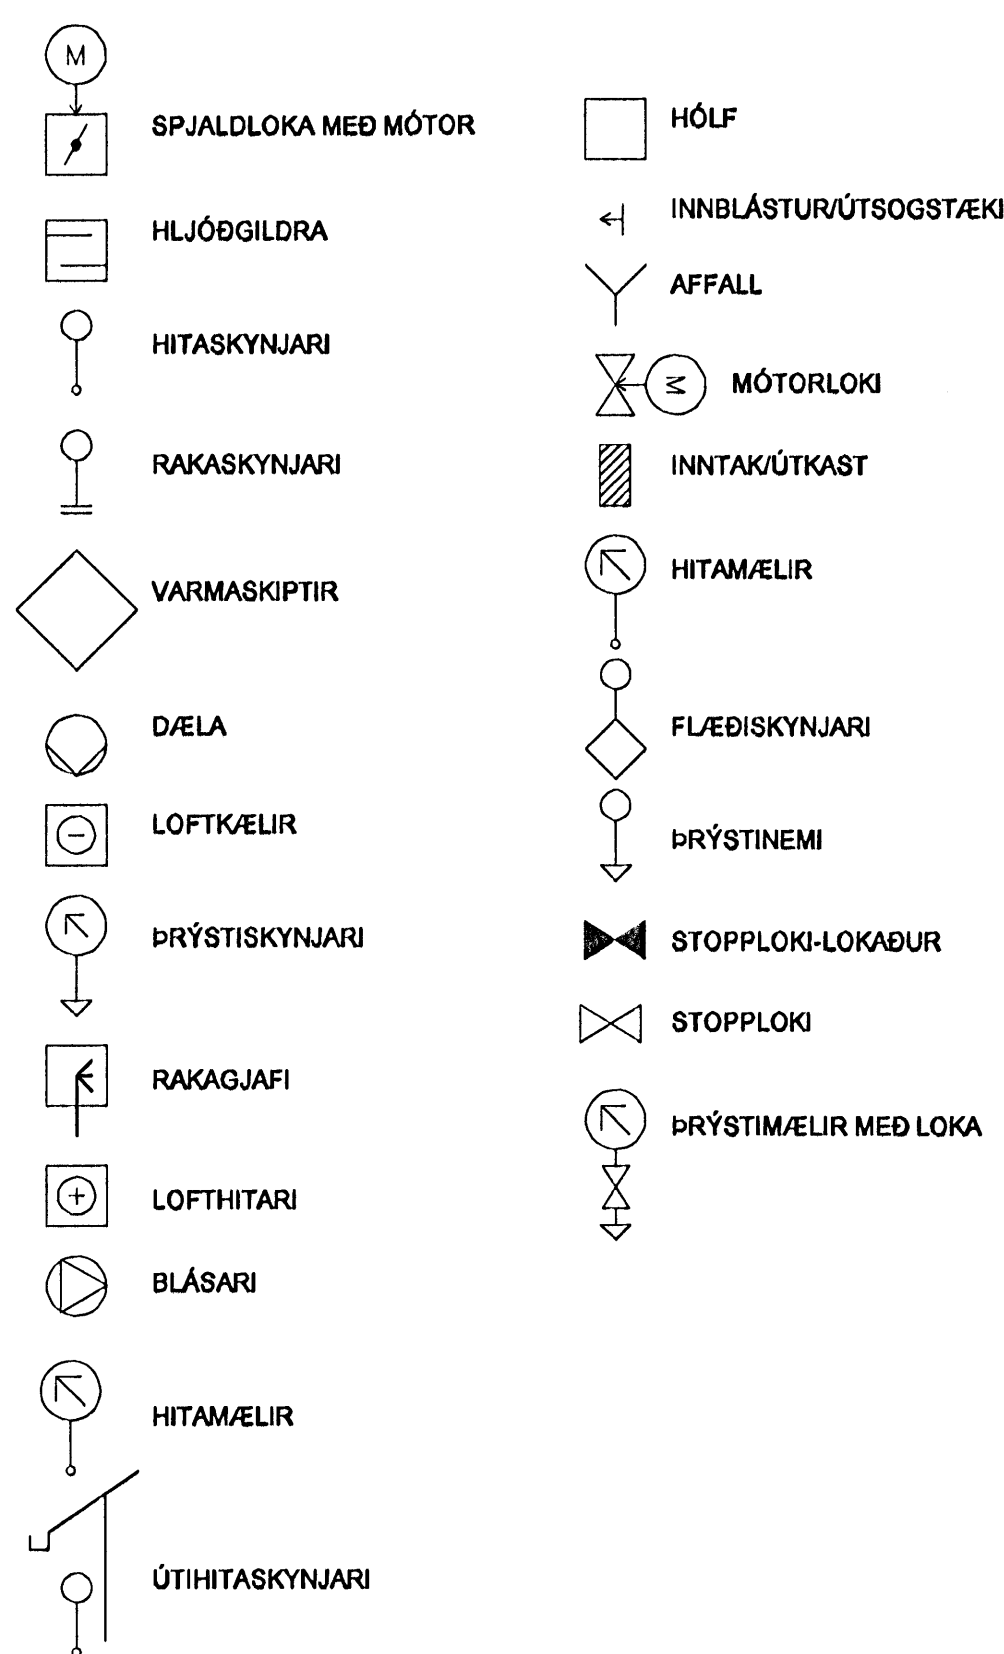 M
SPJALDLOKA MEÐ MÓTOR
HLJÓÐGILDRA
HITASKYNJARI
RAKASKYNJARI
VARMASKIPTIR
DÆLA
LOFTKÆLIR
ÞRÝSTISKYNJARI
RAKAGJAFI
LOFTHITARI
BLÁSARI
HITAMÆLIR
ÚTIHITASKYNJARI
HÓLF
INNBLÁSTUR/ÚTSOGSTÆKI
AFFALL
M MÓTORLOKI
INNTAK/ÚTKAST
HITAMÆLIR
FLÆÐISKYNJARI
ÞRÝSTINEMI
STOPPLOKI-LOKAÐUR
STOPPLOKI
ÞRÝSTIMÆLIR MEÐ LOKA